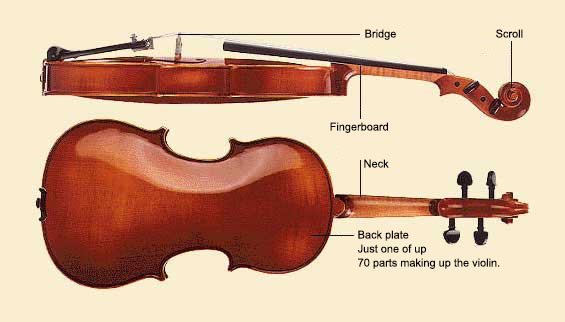 Bridge
Scroll
Fingerboard
Neck
Back plate
Just one of up
70 parts making up the violin.